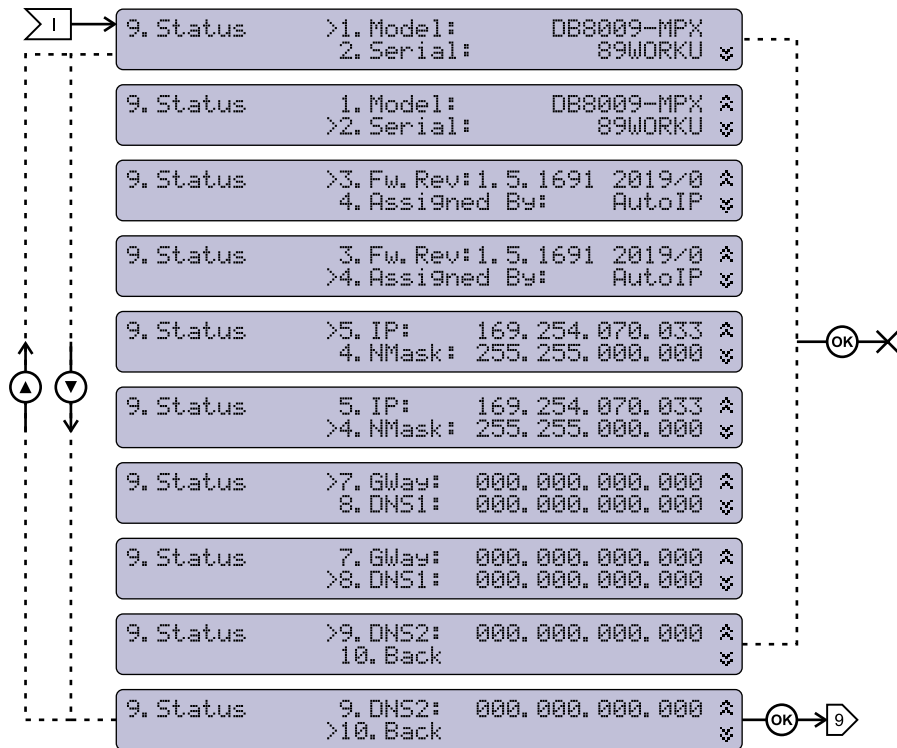 I
9. Status >1. Model: DB8009-MPX
2. Serial: 89WORKU
9. Status 1. Model: DB8009-MPX
>2. Serial: 89WORKU
9. Status >3. Fw. Rev: 1. 5. 1691 2019/0
4. Assigned By: AutoIP
9. Status 3. Fw. Rev: 1. 5. 1691 2019/0
>4. Assigned By: AutoIP
9. Status >5. IP: 169. 254. 070. 033
4. NMask: 255. 255. 000. 000
OK
9. Status 5. IP: 169. 254. 070. 033
>4. NMask: 255. 255. 000. 000
9. Status >7. GWay: 000. 000. 000. 000
8. DNS1: 000. 000. 000. 000
9. Status 7. GWay: 000. 000. 000. 000
>8. DNS1: 000. 000. 000. 000
9. Status >9. DNS2: 000. 000. 000. 000
10. Back
9. Status 9. DNS2: 000. 000. 000. 000
>10. Back
OK
9